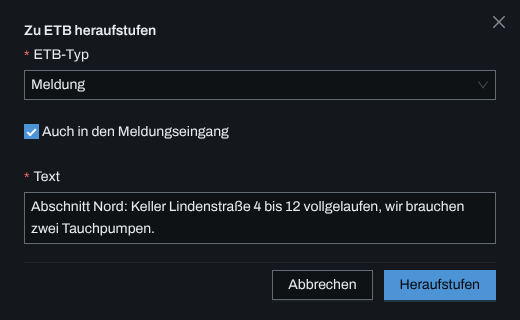 Zu ETB heraufstufen
* ETB-Typ
Meldung
Auch in den Meldungseingang
* Text
Abschnitt Nord: Keller Lindenstraße 4 bis 12 vollgelaufen, wir brauchen
zwei Tauchpumpen.
Abbrechen
Heraufstufen